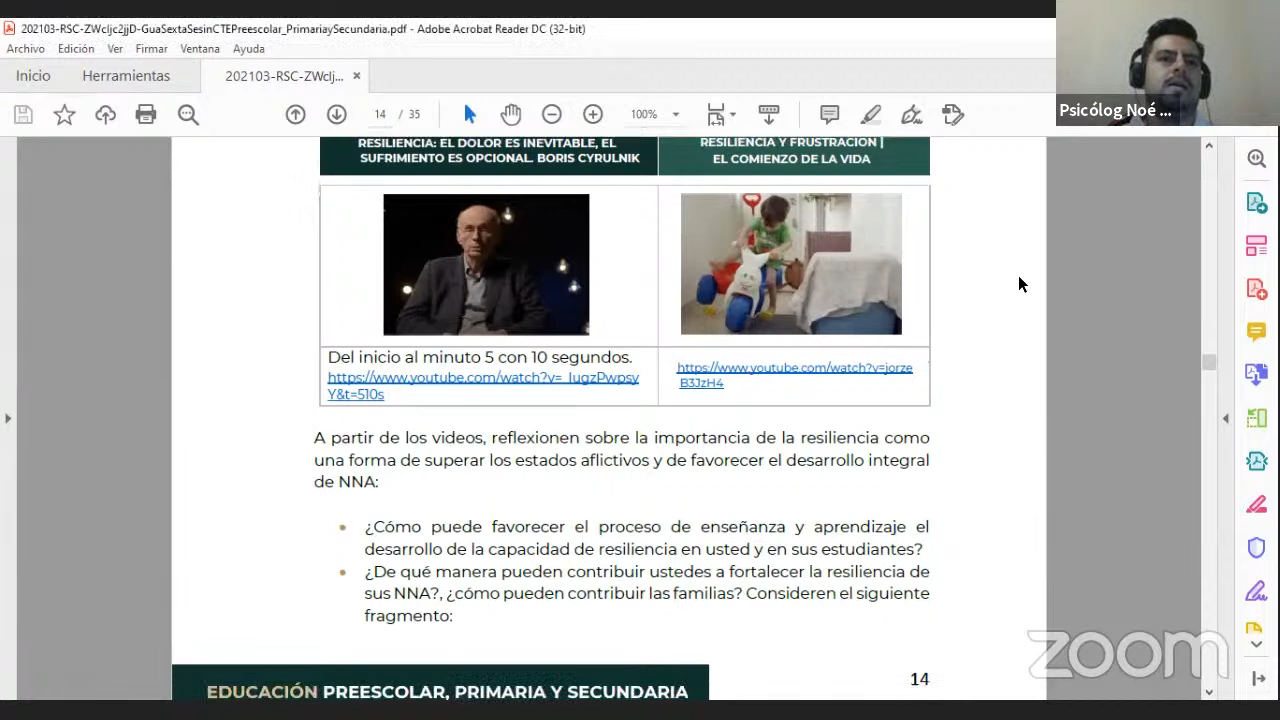 202103-RSC-ZWcIjc2jjD-GuaSextaSesinCTEPreescolar_PrimariaySecundaria.pdf - Adobe Acrobat Reader DC (32-bit)
Archivo Edición Ver Firmar Ventana Ayuda
Inicio Herramientas 202103-RSC-ZWclj... ×
14 / 35 100%
Psicólog Noé ...
RESILIENCIA: EL DOLOR ES INEVITABLE, EL
SUFRIMIENTO ES OPCIONAL. BORIS CYRULNIK
RESILIENCIA Y FRUSTRACIÓN |
EL COMIENZO DE LA VIDA
Del inicio al minuto 5 con 10 segundos.
https://www.youtube.com/watch?v=_IugzPwpsy
Y&t=510s
https://www.youtube.com/watch?v=jorze
B3JzH4
A partir de los videos, reflexionen sobre la importancia de la resiliencia como
una forma de superar los estados aflictivos y de favorecer el desarrollo integral
de NNA:
• ¿Cómo puede favorecer el proceso de enseñanza y aprendizaje el
desarrollo de la capacidad de resiliencia en usted y en sus estudiantes?
• ¿De qué manera pueden contribuir ustedes a fortalecer la resiliencia de
sus NNA?, ¿cómo pueden contribuir las familias? Consideren el siguiente
fragmento:
EDUCACIÓN PREESCOLAR, PRIMARIA Y SECUNDARIA
14
zoom